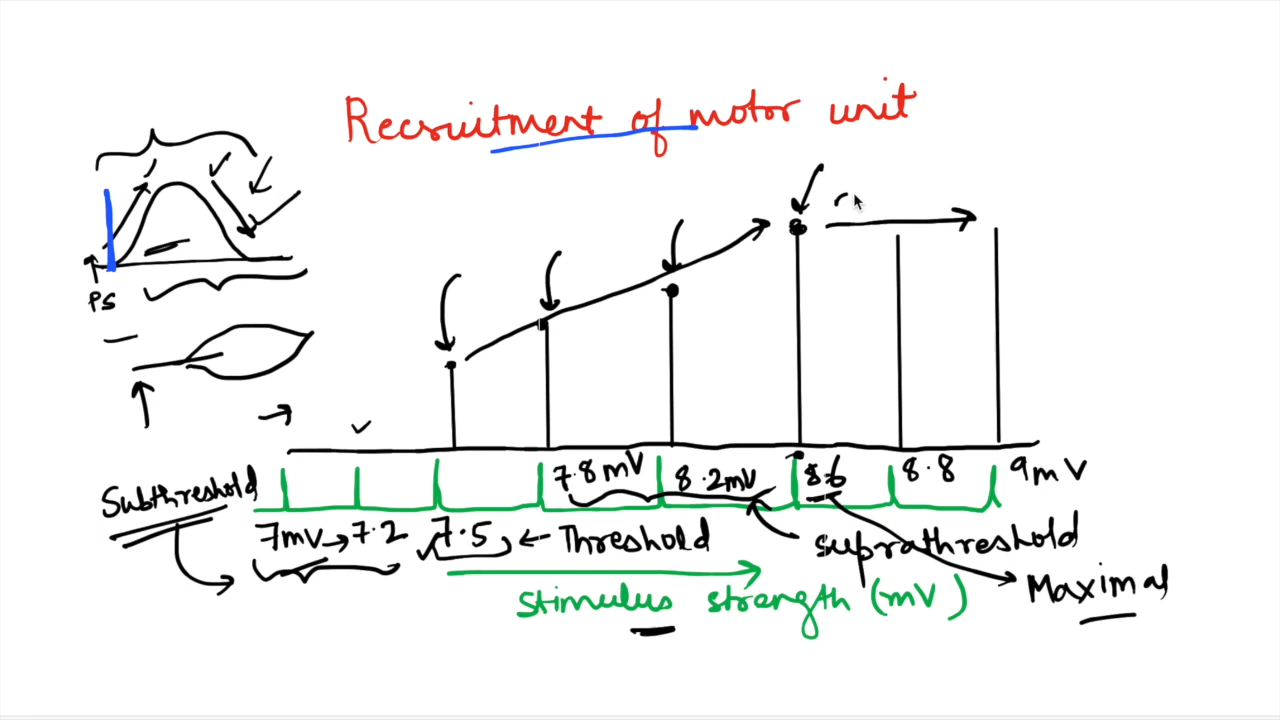 Recruitment of motor unit
PS
7.8mV 8.2mV 8.6 8.8 9mV
Subthreshold
7mV → 7.2 7.5 ← Threshold suprathreshold
stimulus strength (mV) Maximal